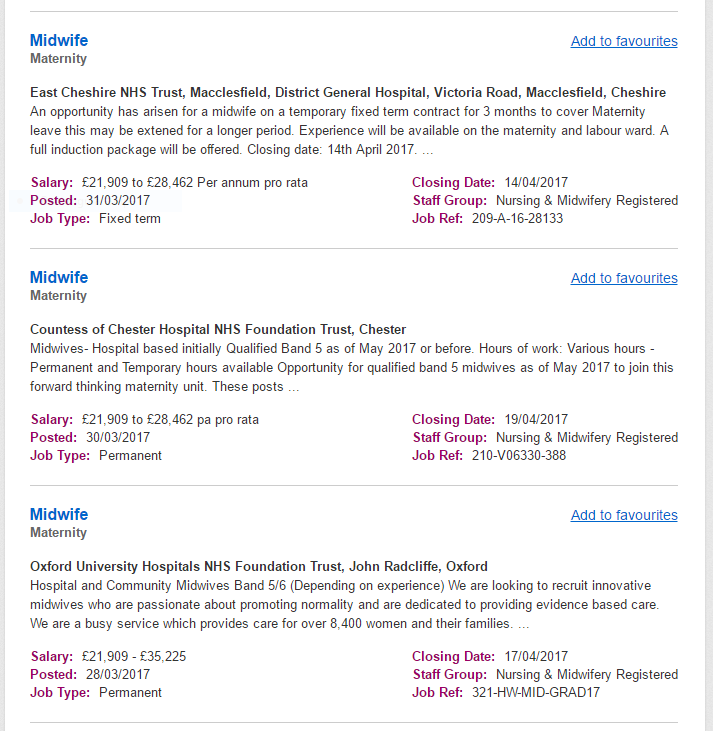 Midwife Add to favourites
Maternity
East Cheshire NHS Trust, Macclesfield, District General Hospital, Victoria Road, Macclesfield, Cheshire
An opportunity has arisen for a midwife on a temporary fixed term contract for 3 months to cover Maternity
leave this may be extened for a longer period. Experience will be available on the maternity and labour ward. A
full induction package will be offered. Closing date: 14th April 2017. ...
Salary: £21,909 to £28,462 Per annum pro rata Closing Date: 14/04/2017
Posted: 31/03/2017 Staff Group: Nursing & Midwifery Registered
Job Type: Fixed term Job Ref: 209-A-16-28133
Midwife Add to favourites
Maternity
Countess of Chester Hospital NHS Foundation Trust, Chester
Midwives- Hospital based initially Qualified Band 5 as of May 2017 or before. Hours of work: Various hours -
Permanent and Temporary hours available Opportunity for qualified band 5 midwives as of May 2017 to join this
forward thinking maternity unit. These posts ...
Salary: £21,909 to £28,462 pa pro rata Closing Date: 19/04/2017
Posted: 30/03/2017 Staff Group: Nursing & Midwifery Registered
Job Type: Permanent Job Ref: 210-V06330-388
Midwife Add to favourites
Maternity
Oxford University Hospitals NHS Foundation Trust, John Radcliffe, Oxford
Hospital and Community Midwives Band 5/6 (Depending on experience) We are looking to recruit innovative
midwives who are passionate about promoting normality and are dedicated to providing evidence based care.
We are a busy service which provides care for over 8,400 women and their families. ...
Salary: £21,909 - £35,225 Closing Date: 17/04/2017
Posted: 28/03/2017 Staff Group: Nursing & Midwifery Registered
Job Type: Permanent Job Ref: 321-HW-MID-GRAD17